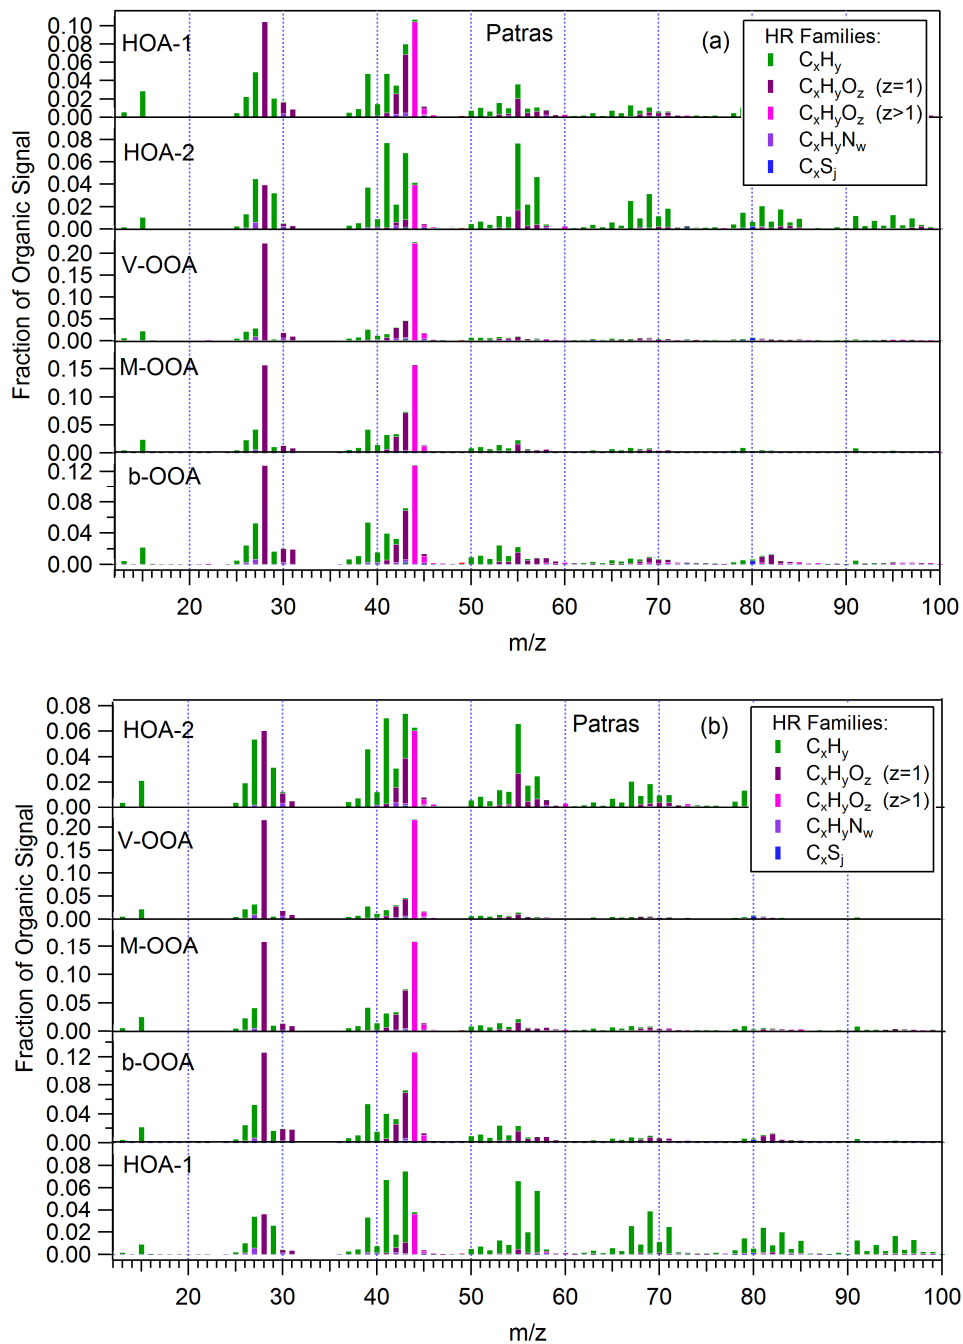 Patras
(a)
HR Families:
CxHy
CxHyOz (z=1)
CxHyOz (z>1)
CxHyNw
CxSj
Fraction of Organic Signal
HOA-1
0.10
0.08
0.06
0.04
0.02
0.00
HOA-2
0.08
0.06
0.04
0.02
0.00
V-OOA
0.20
0.15
0.10
0.05
0.00
M-OOA
0.15
0.10
0.05
0.00
b-OOA
0.12
0.08
0.04
0.00
20 30 40 50 60 70 80 90 100
m/z
Patras
(b)
HR Families:
CxHy
CxHyOz (z=1)
CxHyOz (z>1)
CxHyNw
CxSj
Fraction of Organic Signal
HOA-2
0.08
0.06
0.04
0.02
0.00
V-OOA
0.20
0.15
0.10
0.05
0.00
M-OOA
0.15
0.10
0.05
0.00
b-OOA
0.12
0.08
0.04
0.00
HOA-1
0.08
0.06
0.04
0.02
0.00
20 30 40 50 60 70 80 90 100
m/z